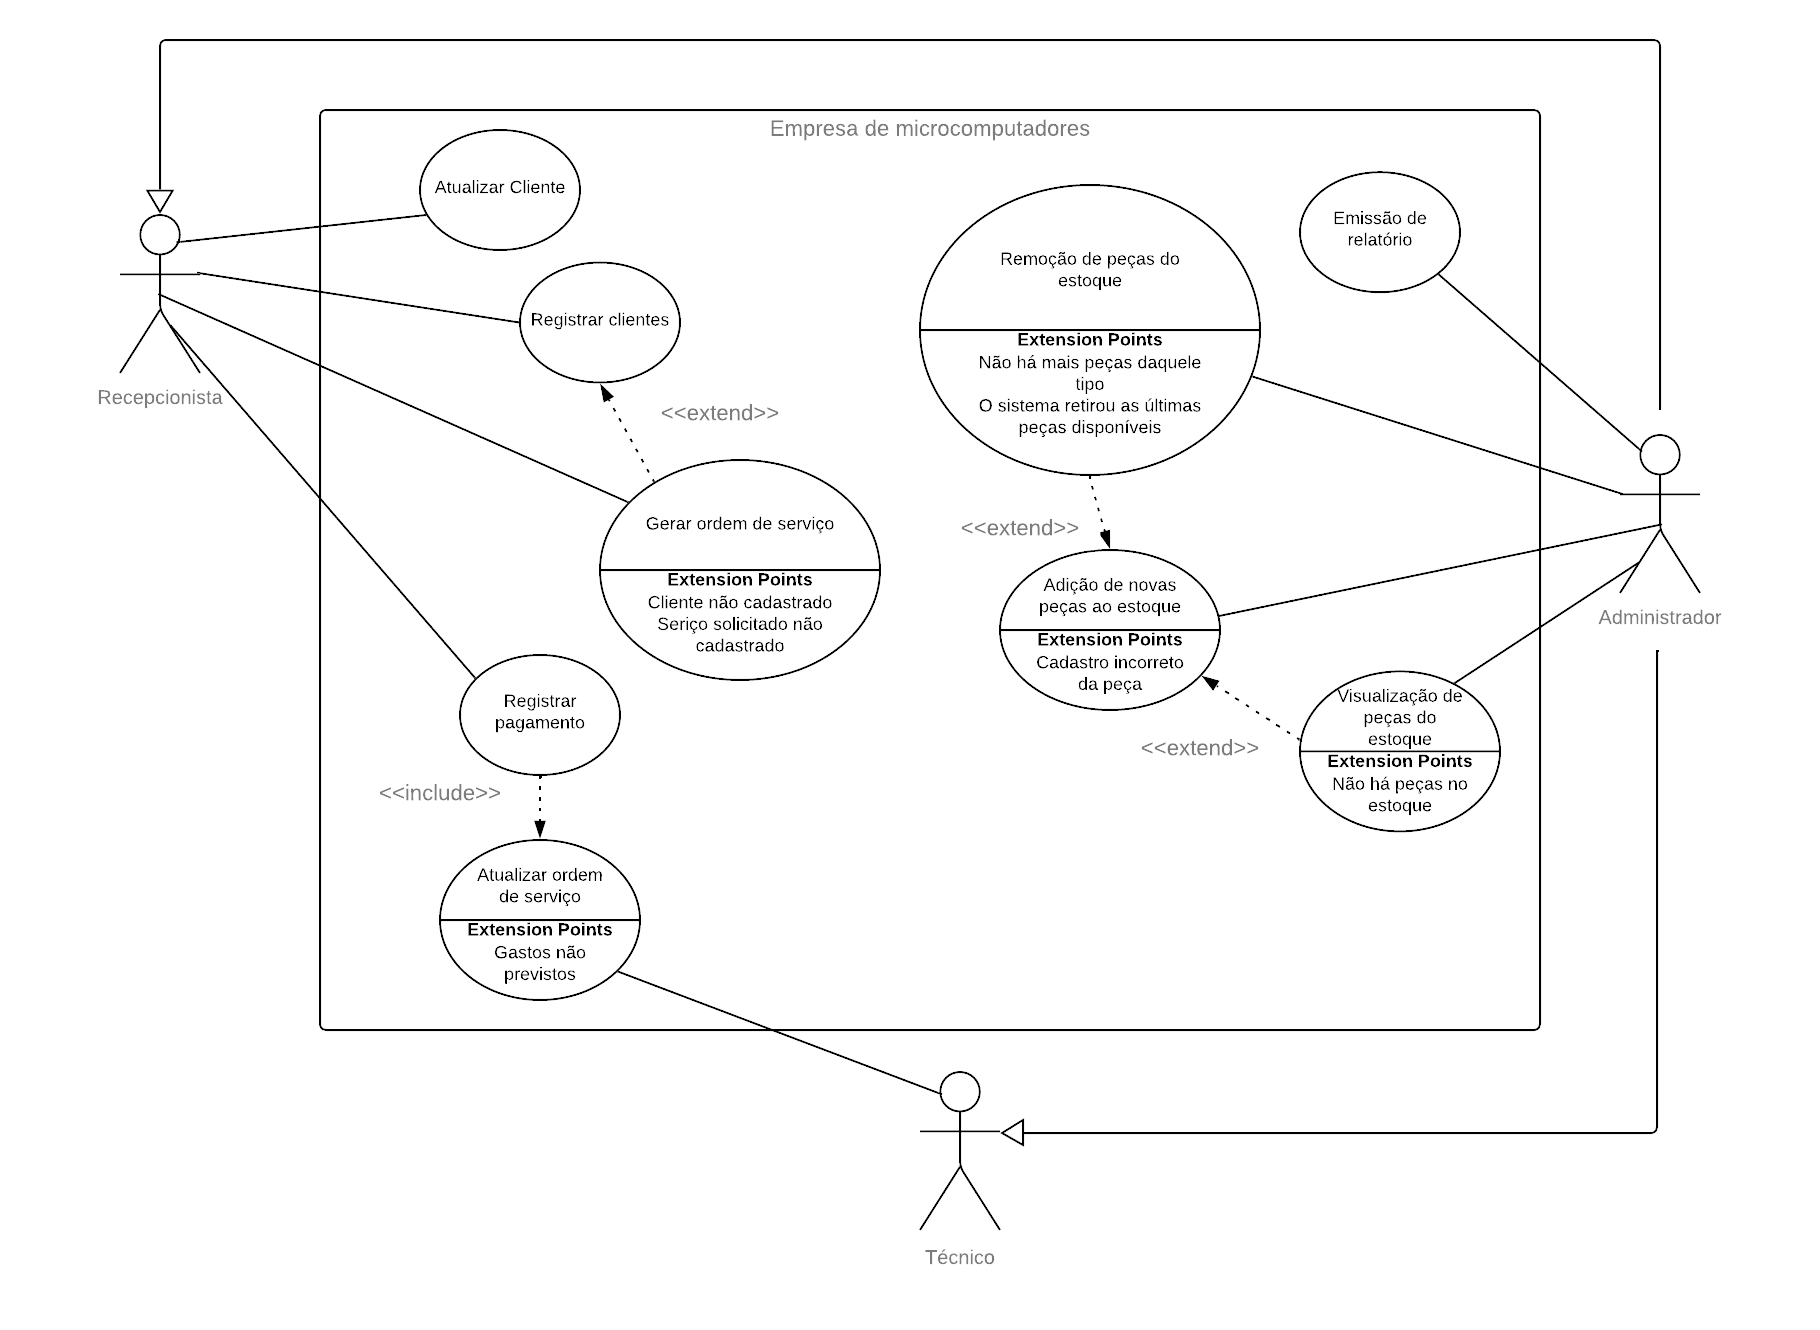 Empresa de microcomputadores
Atualizar Cliente
Registrar clientes
Recepcionista
<<extend>>
Gerar ordem de serviço
Extension Points
Cliente não cadastrado
Seriço solicitado não
cadastrado
Registrar
pagamento
<<include>>
Atualizar ordem
de serviço
Extension Points
Gastos não
previstos
Remoção de peças do
estoque
Extension Points
Não há mais peças daquele
tipo
O sistema retirou as últimas
peças disponíveis
<<extend>>
Adição de novas
peças ao estoque
Extension Points
Cadastro incorreto
da peça
<<extend>>
Visualização de
peças do
estoque
Extension Points
Não há peças no
estoque
Emissão de
relatório
Administrador
Técnico